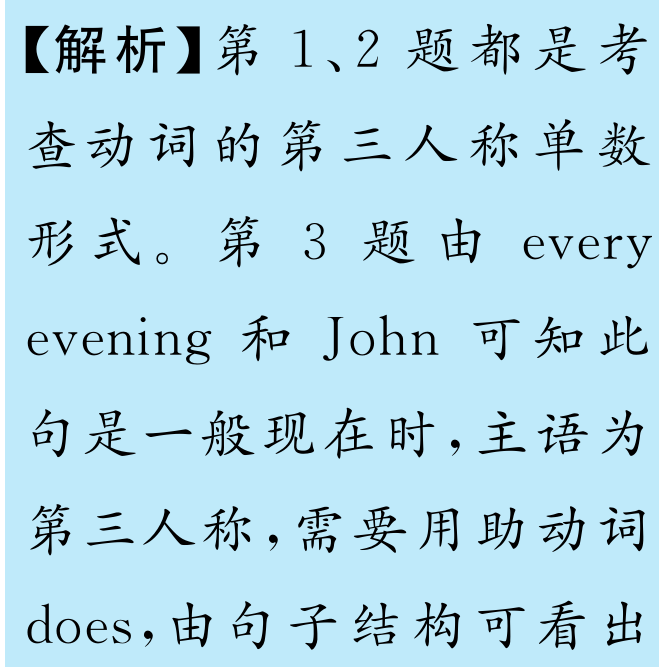 【解析】第 1、2 题都是考
查动词的第三人称单数
形式。第 3 题由 every
evening 和 John 可知此
句是一般现在时,主语为
第三人称,需要用助动词
does,由句子结构可看出